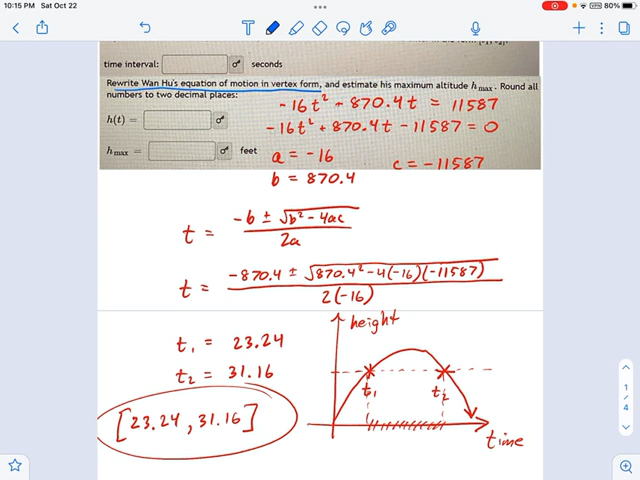 10:15 PM Sat Oct 22
80%
time interval: seconds
Rewrite Wan Hu's equation of motion in vertex form, and estimate his maximum altitude h max. Round all
numbers to two decimal places:
h(t) =
h max = feet
-16t² + 870.4t = 11587
-16t² + 870.4t - 11587 = 0
a = -16
b = 870.4
c = -11587
t = -b ± √b² - 4ac / 2a
t = -870.4 ± √870.4² - 4(-16)(-11587) / 2(-16)
t₁ = 23.24
t₂ = 31.16
[23.24, 31.16]
height
t₁ t₂
time
1
4